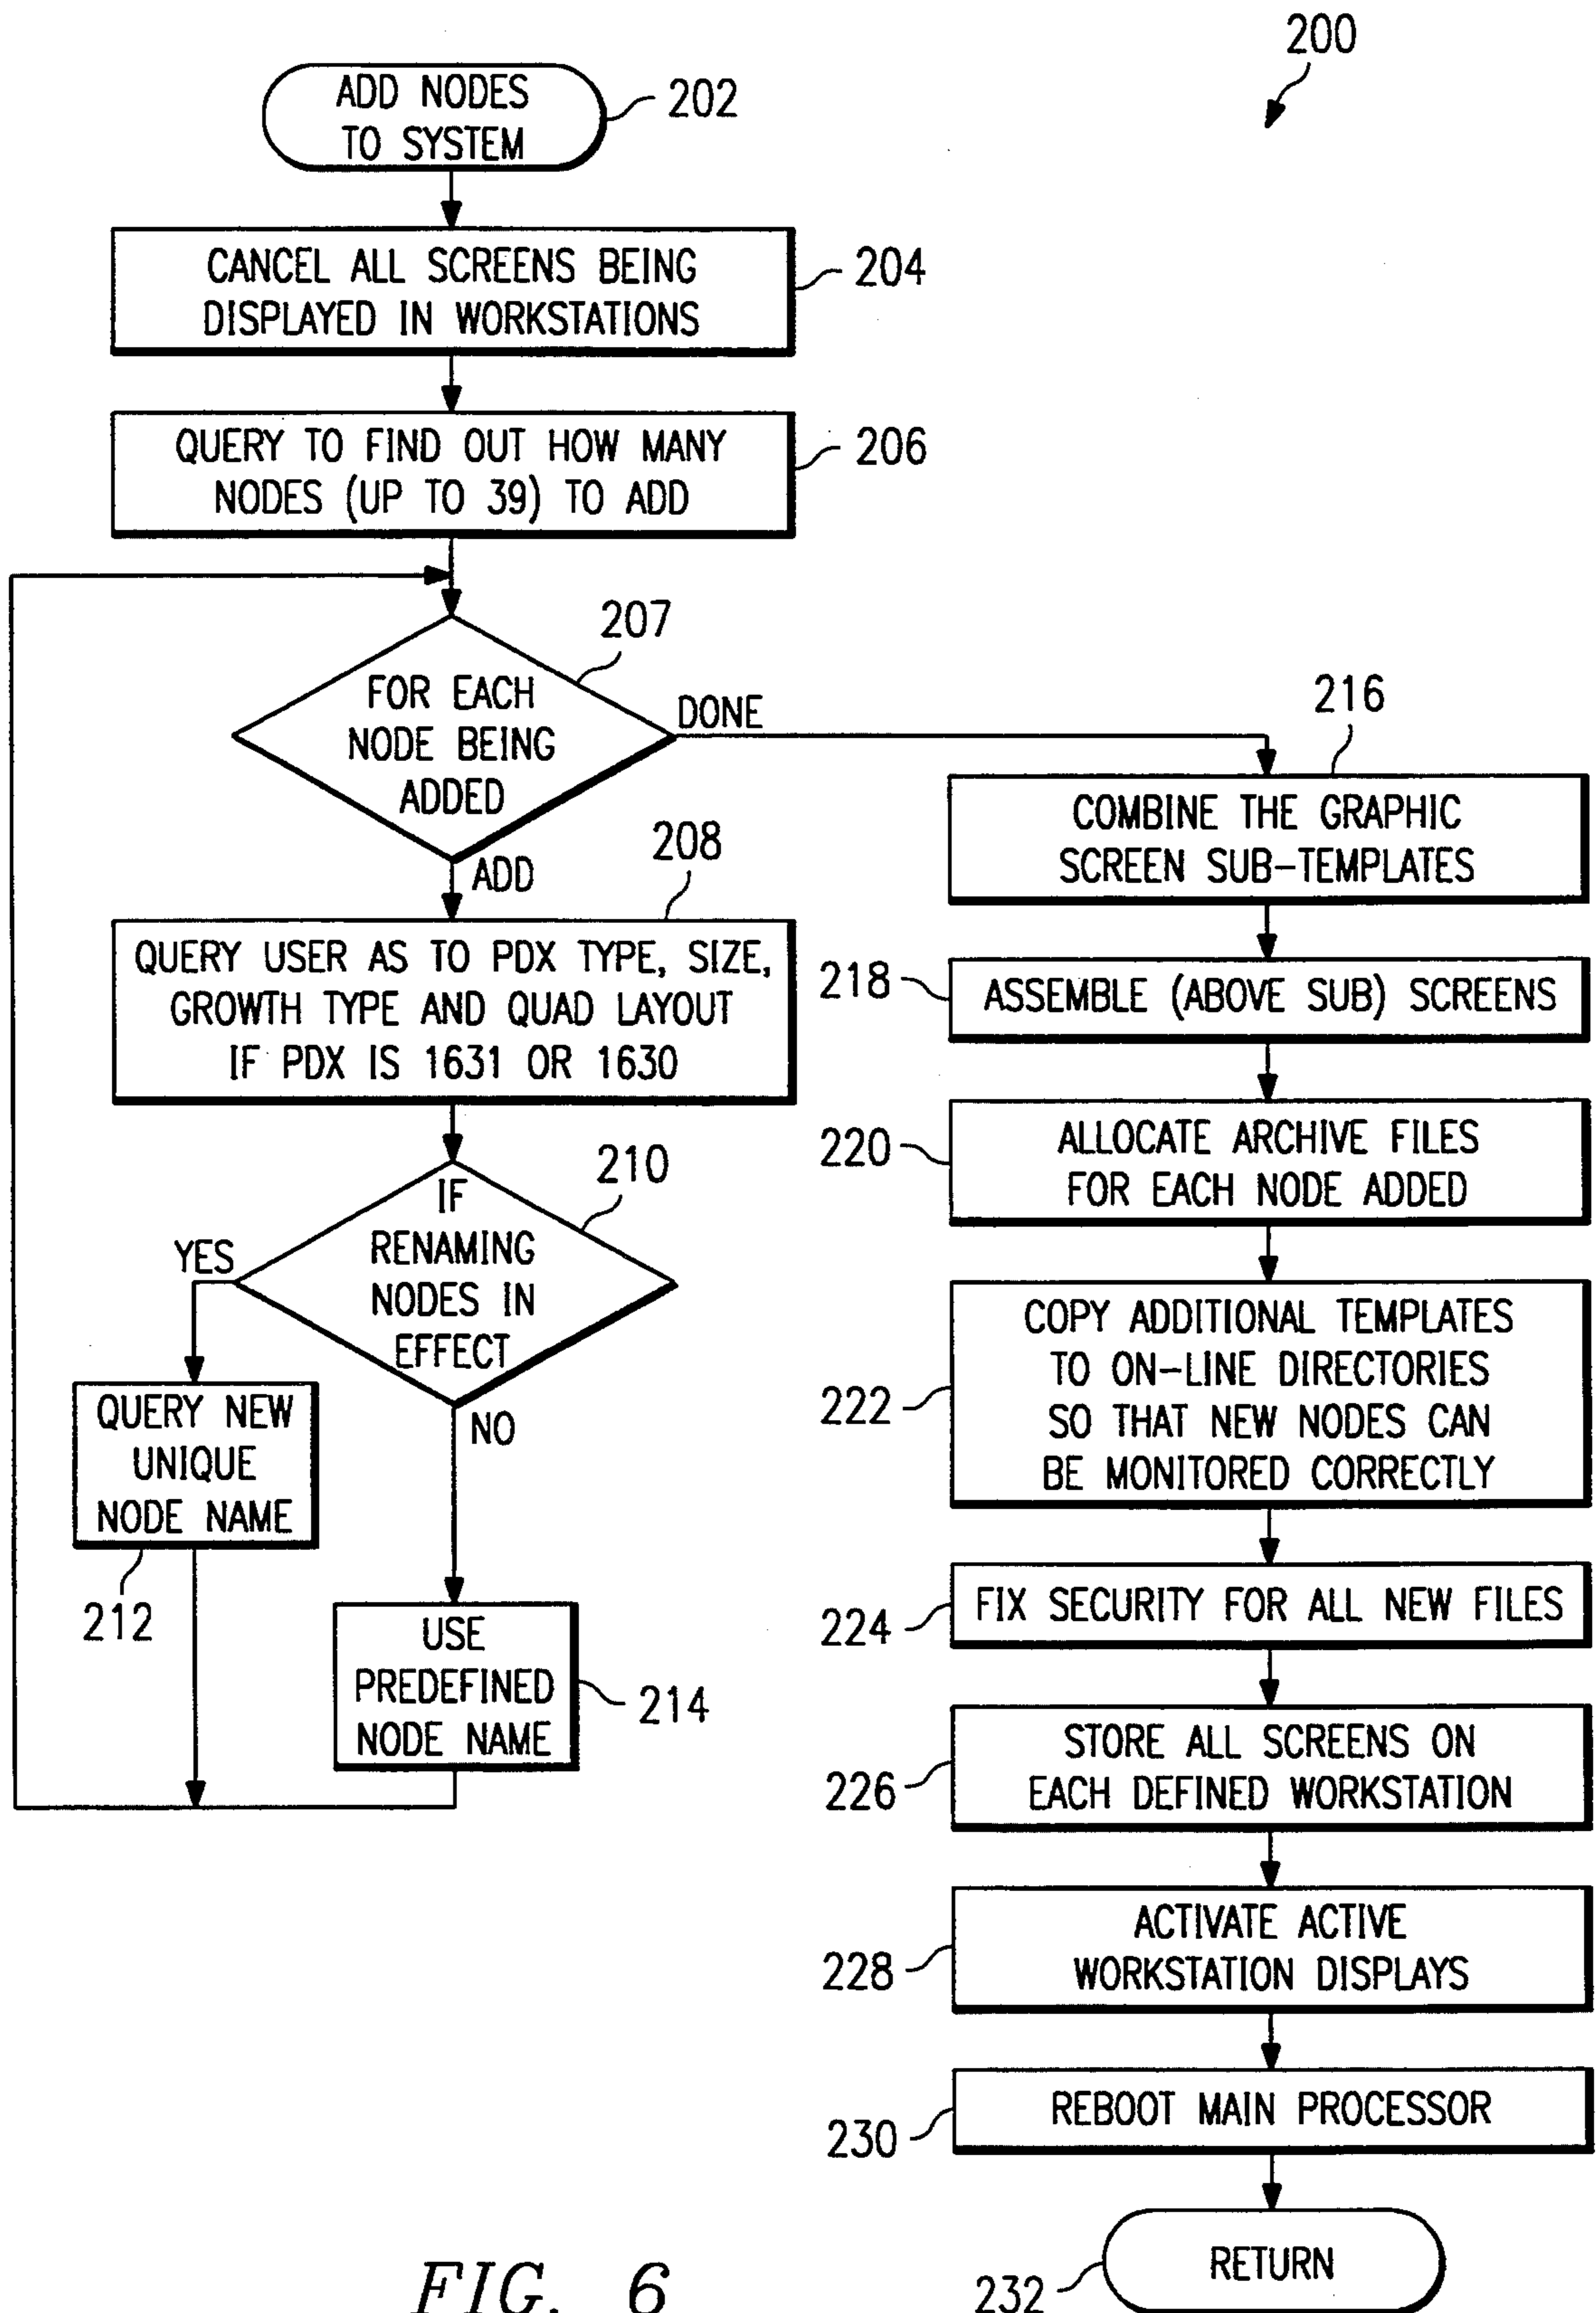 200
ADD NODES
TO SYSTEM
202
CANCEL ALL SCREENS BEING
DISPLAYED IN WORKSTATIONS
204
QUERY TO FIND OUT HOW MANY
NODES (UP TO 39) TO ADD
206
207
FOR EACH
NODE BEING
ADDED
DONE
ADD
208
QUERY USER AS TO PDX TYPE, SIZE,
GROWTH TYPE AND QUAD LAYOUT
IF PDX IS 1631 OR 1630
210
IF
RENAMING
NODES IN
EFFECT
YES
NO
QUERY NEW
UNIQUE
NODE NAME
212
USE
PREDEFINED
NODE NAME
214
216
COMBINE THE GRAPHIC
SCREEN SUB-TEMPLATES
218
ASSEMBLE (ABOVE SUB) SCREENS
220
ALLOCATE ARCHIVE FILES
FOR EACH NODE ADDED
222
COPY ADDITIONAL TEMPLATES
TO ON-LINE DIRECTORIES
SO THAT NEW NODES CAN
BE MONITORED CORRECTLY
224
FIX SECURITY FOR ALL NEW FILES
226
STORE ALL SCREENS ON
EACH DEFINED WORKSTATION
228
ACTIVATE ACTIVE
WORKSTATION DISPLAYS
230
REBOOT MAIN PROCESSOR
232
RETURN
FIG. 6